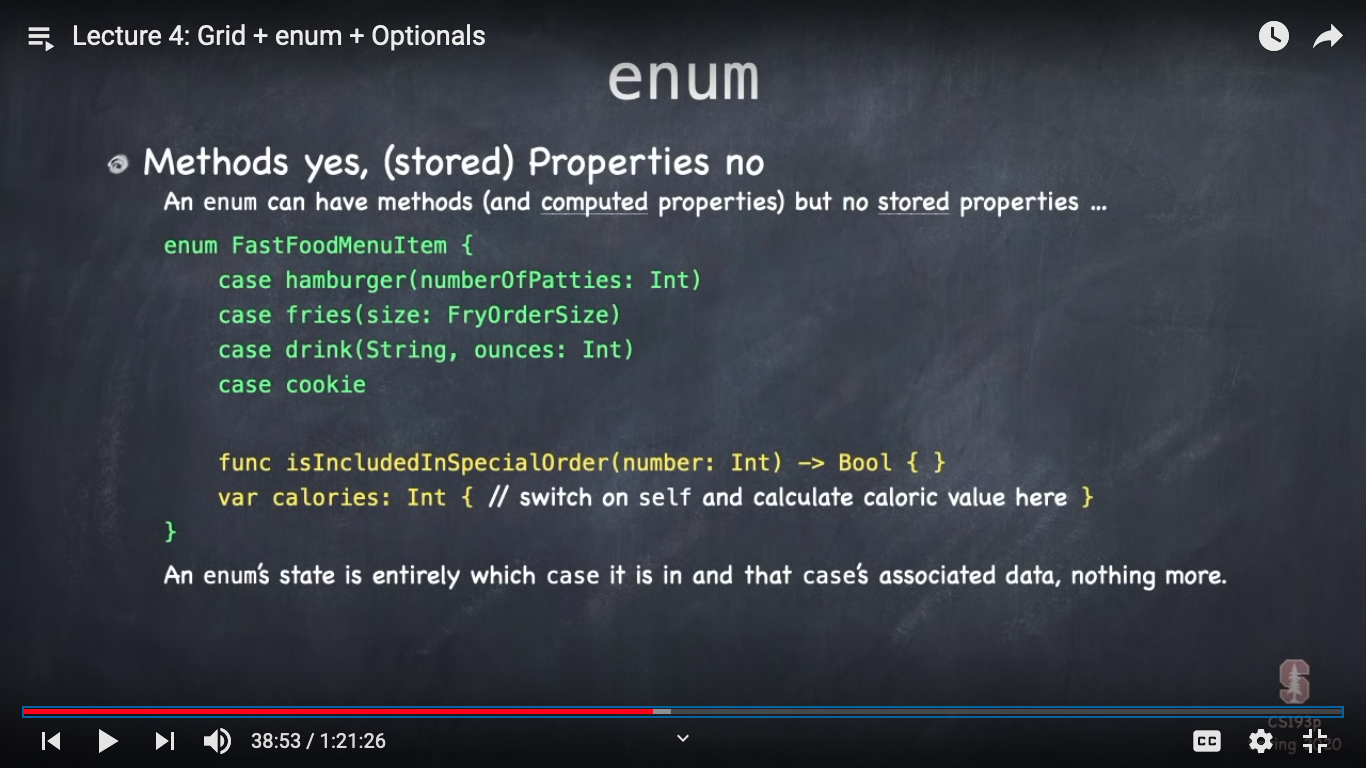 Lecture 4: Grid + enum + Optionals
enum
Methods yes, (stored) Properties no
An enum can have methods (and computed properties) but no stored properties ...
enum FastFoodMenuItem {
case hamburger(numberOfPatties: Int)
case fries(size: FryOrderSize)
case drink(String, ounces: Int)
case cookie
func isIncludedInSpecialOrder(number: Int) -> Bool { }
var calories: Int { // switch on self and calculate caloric value here }
}
An enum's state is entirely which case it is in and that case's associated data, nothing more.
S
CS193p
38:53 / 1:21:26
CC